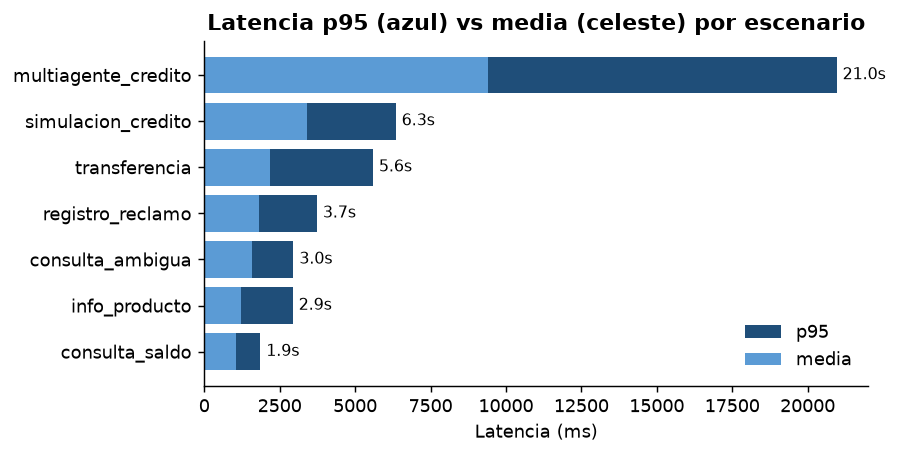 Latencia p95 (azul) vs media (celeste) por escenario
multiagente_credito
21.0s
simulacion_credito
6.3s
transferencia
5.6s
registro_reclamo
3.7s
consulta_ambigua
3.0s
info_producto
2.9s
consulta_saldo
1.9s
p95
media
0 2500 5000 7500 10000 12500 15000 17500 20000
Latencia (ms)